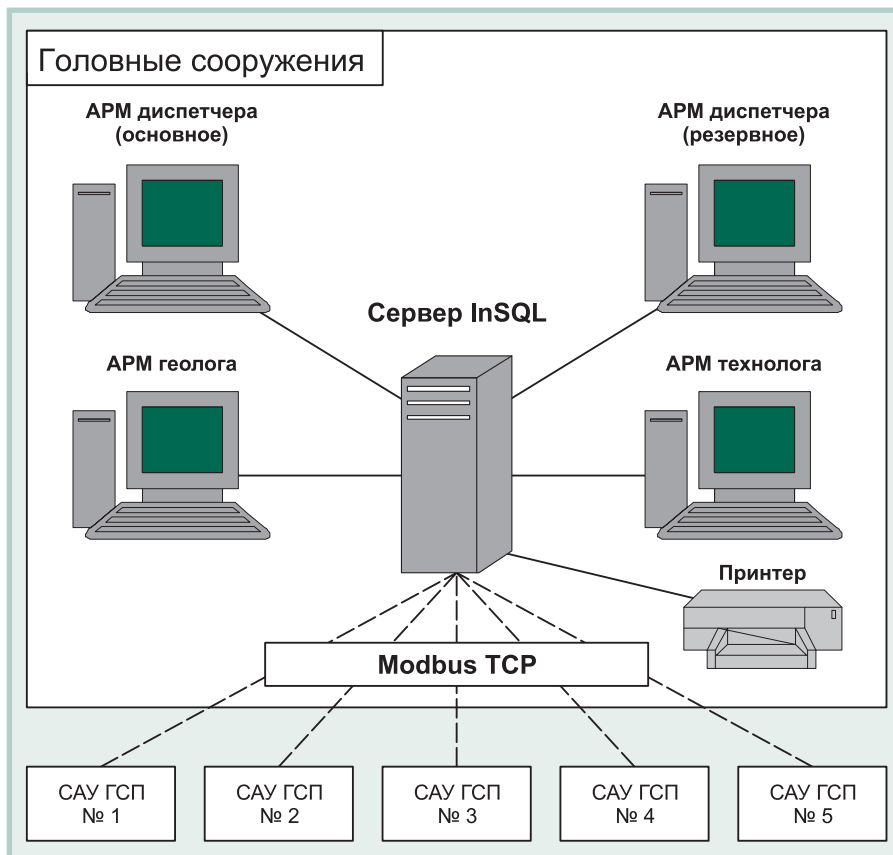 Головные сооружения
АРМ диспетчера
(основное)
АРМ диспетчера
(резервное)
Сервер InSQL
АРМ геолога
АРМ технолога
Принтер
Modbus TCP
САУ ГСП
№ 1
САУ ГСП
№ 2
САУ ГСП
№ 3
САУ ГСП
№ 4
САУ ГСП
№ 5